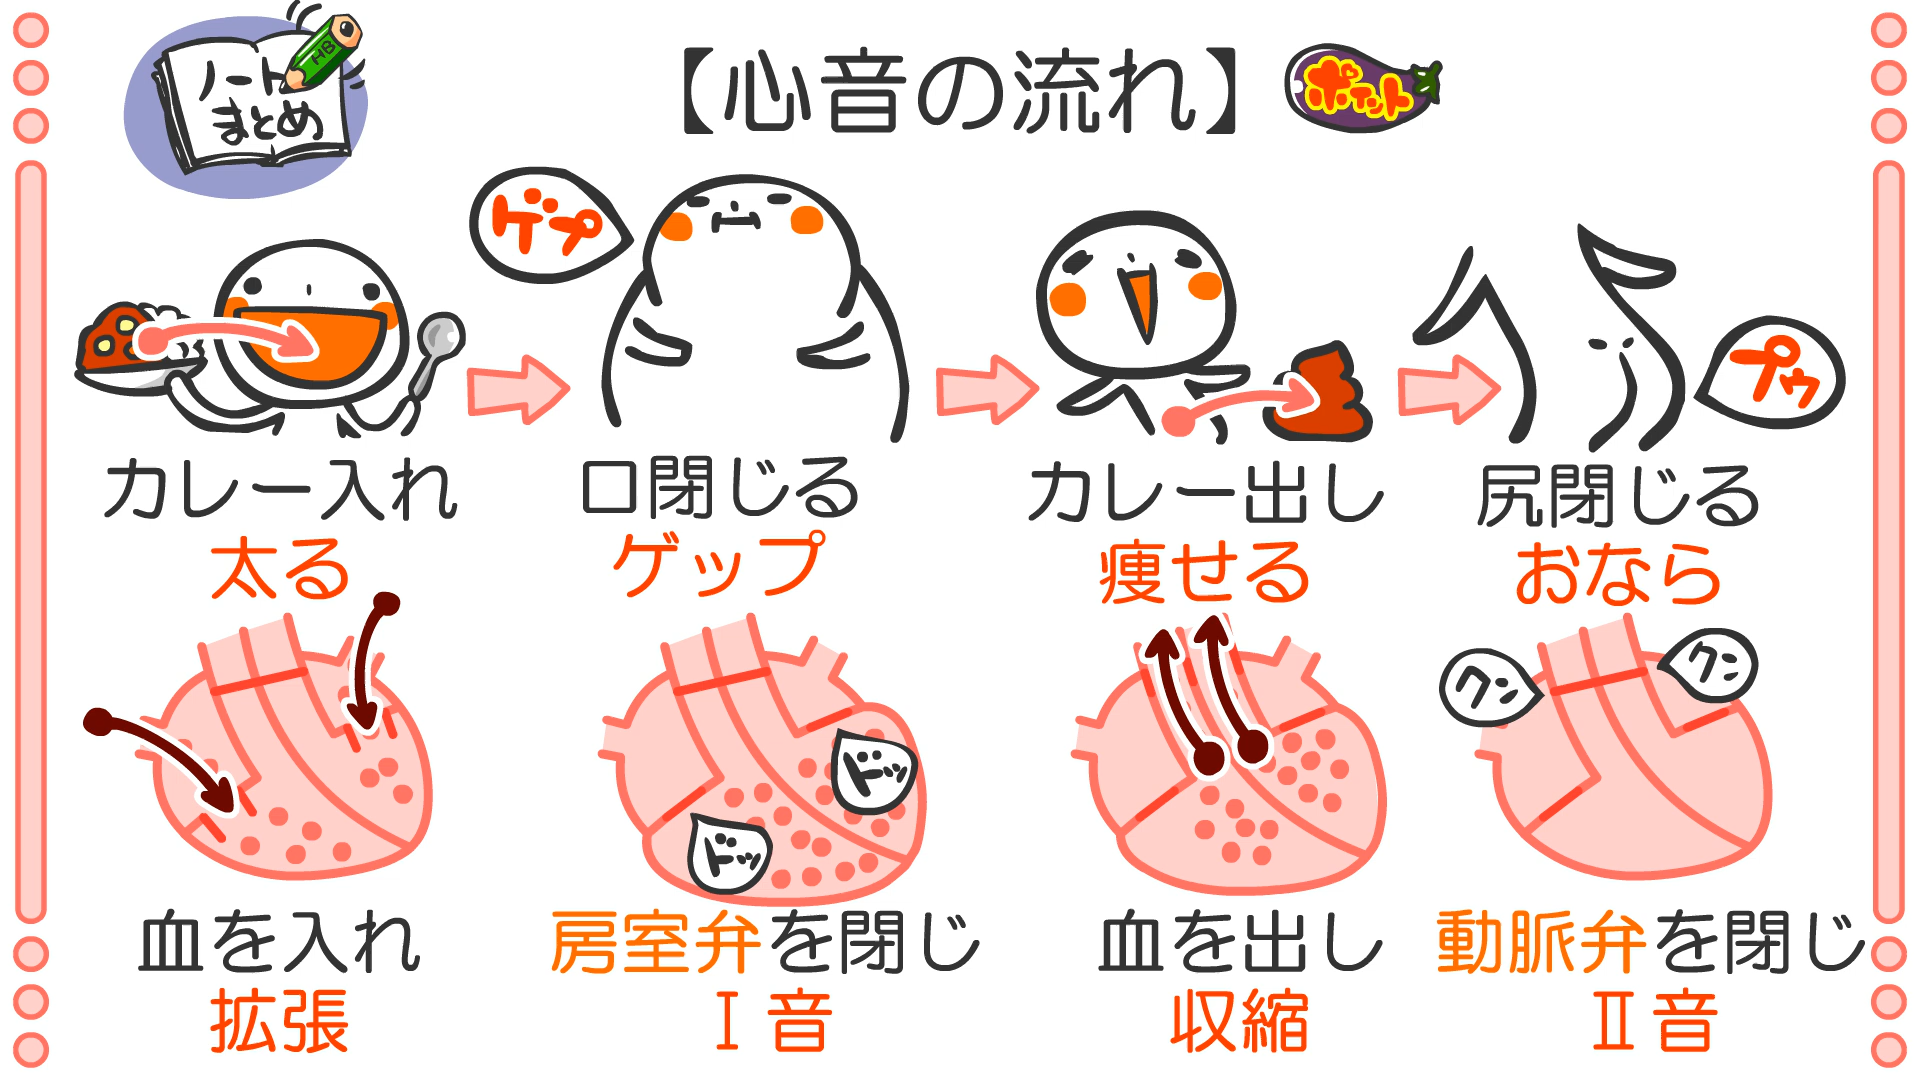 ノート
まとめ
HB
【心音の流れ】
ポイント
ゲプ
プゥ
カレー入れ
太る
口閉じる
ゲップ
カレー出し
痩せる
尻閉じる
おなら
ドッ
ドッ
クン
クン
血を入れ
拡張
房室弁を閉じ
Ⅰ音
血を出し
収縮
動脈弁を閉じ
Ⅱ音